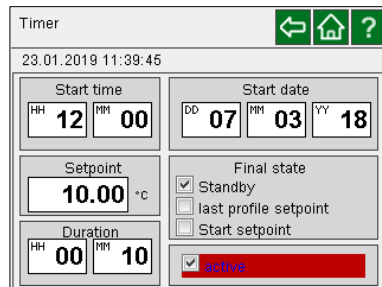 Timer ?
23.01.2019 11:39:45
Start time
HH 12 MM 00
Start date
DD 07 MM 03 YY 18
Setpoint
10.00 °C
Final state
Standby
last profile setpoint
Start setpoint
Duration
HH 00 MM 10
active